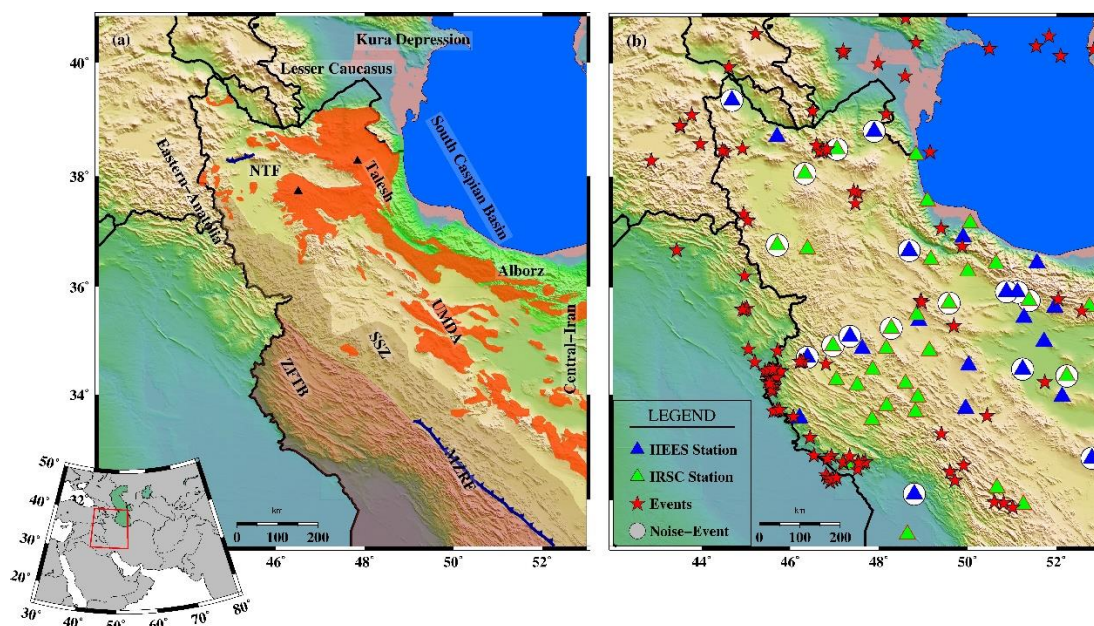 (a)
Kura Depression
Lesser Caucasus
South Caspian Basin
Eastern-Anatolia
NTF
Talesh
Alborz
UMDA
Central-Iran
SSZ
ZFTB
MZRF
km
0 100 200
40°
38°
36°
34°
32°
46°
48°
50°
52°
50°
40°
30°
20°
30°
40°
50°
60°
70°
80°
(b)
LEGEND
IIEES Station
IRSC Station
Events
Noise-Event
km
0 100 200
44°
46°
48°
50°
52°